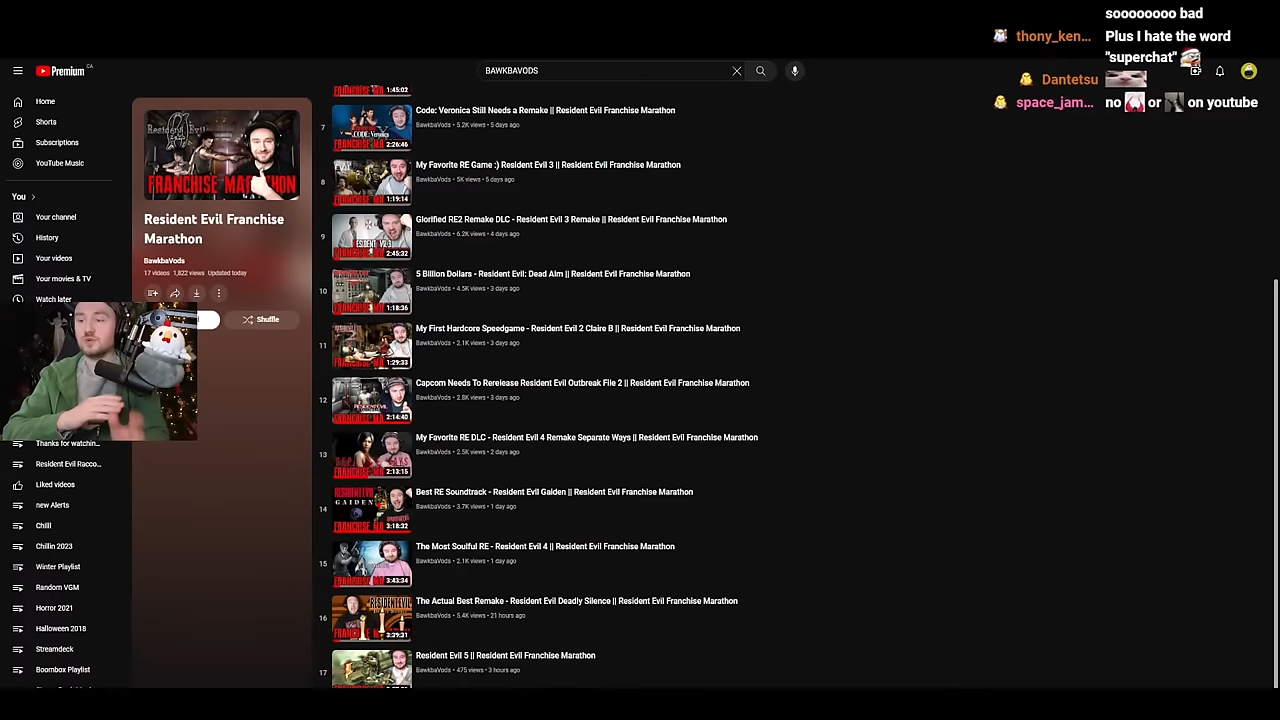 soooooooo bad
thony_ken... Plus I hate the word
"superchat"
Dantetsu
space_jam... no or on youtube
Premium CA
BAWKBAVODS
Home
Shorts
Subscriptions
YouTube Music
You
Your channel
History
Your videos
Your movies & TV
Watch later
Thanks for watchin...
Resident Evil Racco...
Liked videos
new Alerts
Chilll
Chillin 2023
Winter Playlist
Random VGM
Horror 2021
Halloween 2018
Streamdeck
Boombox Playlist
Resident Evil
FRANCHISE MARATHON
Resident Evil Franchise
Marathon
BawkbaVods
17 videos 1,822 views Updated today
Shuffle
1:45:02
7
2:26:46
Code: Veronica Still Needs a Remake || Resident Evil Franchise Marathon
BawkbaVods • 5.2K views • 5 days ago
8
1:19:14
My Favorite RE Game :) Resident Evil 3 || Resident Evil Franchise Marathon
BawkbaVods • 5K views • 5 days ago
9
2:45:32
Glorified RE2 Remake DLC - Resident Evil 3 Remake || Resident Evil Franchise Marathon
BawkbaVods • 6.2K views • 4 days ago
10
1:18:36
5 Billion Dollars - Resident Evil: Dead Aim || Resident Evil Franchise Marathon
BawkbaVods • 4.5K views • 3 days ago
11
1:29:33
My First Hardcore Speedgame - Resident Evil 2 Claire B || Resident Evil Franchise Marathon
BawkbaVods • 2.1K views • 3 days ago
12
2:14:40
Capcom Needs To Rerelease Resident Evil Outbreak File 2 || Resident Evil Franchise Marathon
BawkbaVods • 2.8K views • 3 days ago
13
2:13:15
My Favorite RE DLC - Resident Evil 4 Remake Separate Ways || Resident Evil Franchise Marathon
BawkbaVods • 2.5K views • 2 days ago
14
3:18:32
Best RE Soundtrack - Resident Evil Gaiden || Resident Evil Franchise Marathon
BawkbaVods • 3.7K views • 1 day ago
15
3:43:34
The Most Soulful RE - Resident Evil 4 || Resident Evil Franchise Marathon
BawkbaVods • 2.1K views • 1 day ago
16
3:39:31
The Actual Best Remake - Resident Evil Deadly Silence || Resident Evil Franchise Marathon
BawkbaVods • 5.4K views • 21 hours ago
17
Resident Evil 5 || Resident Evil Franchise Marathon
BawkbaVods • 475 views • 3 hours ago